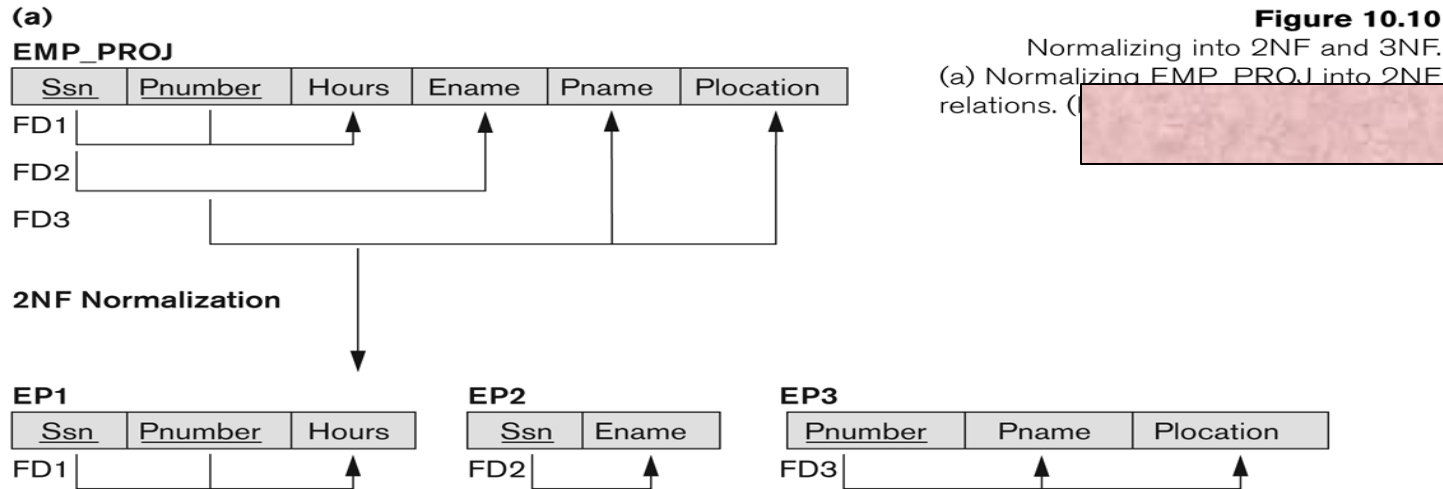 (a)
EMP_PROJ
Ssn Pnumber Hours Ename Pname Plocation
FD1
FD2
FD3
2NF Normalization
EP1
Ssn Pnumber Hours
FD1
EP2
Ssn Ename
FD2
EP3
Pnumber Pname Plocation
FD3
Figure 10.10
Normalizing into 2NF and 3NF.
(a) Normalizing EMP_PROJ into 2NF
relations. (